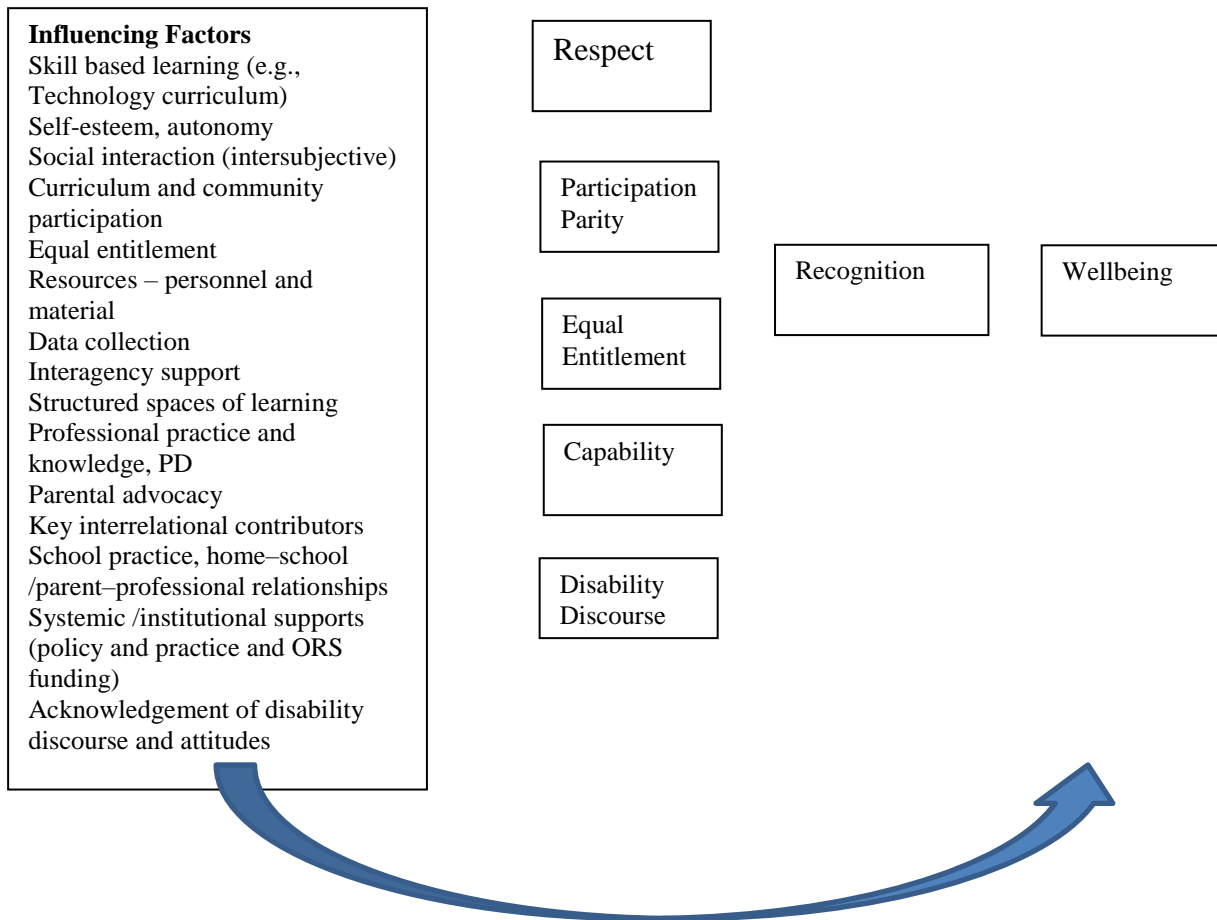 Influencing Factors
Skill based learning (e.g.,
Technology curriculum)
Self-esteem, autonomy
Social interaction (intersubjective)
Curriculum and community
participation
Equal entitlement
Resources – personnel and
material
Data collection
Interagency support
Structured spaces of learning
Professional practice and
knowledge, PD
Parental advocacy
Key interrelational contributors
School practice, home–school
/parent–professional relationships
Systemic /institutional supports
(policy and practice and ORS
funding)
Acknowledgement of disability
discourse and attitudes
Respect
Participation
Parity
Equal
Entitlement
Capability
Disability
Discourse
Recognition
Wellbeing